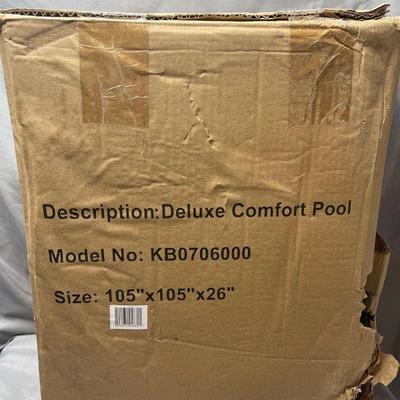 Description:Deluxe Comfort Pool
Model No: KB0706000
Size: 105"x105"x26"